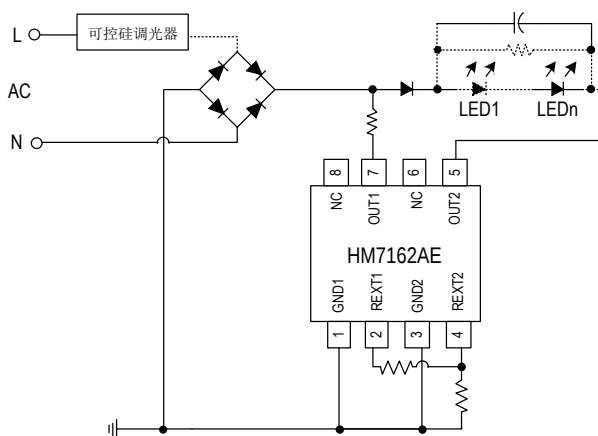 L
可控硅调光器
AC
N
LED1
LEDn
8
7
6
5
NC
OUT1
NC
OUT2
HM7162AE
GND1
REXT1
GND2
REXT2
1
2
3
4